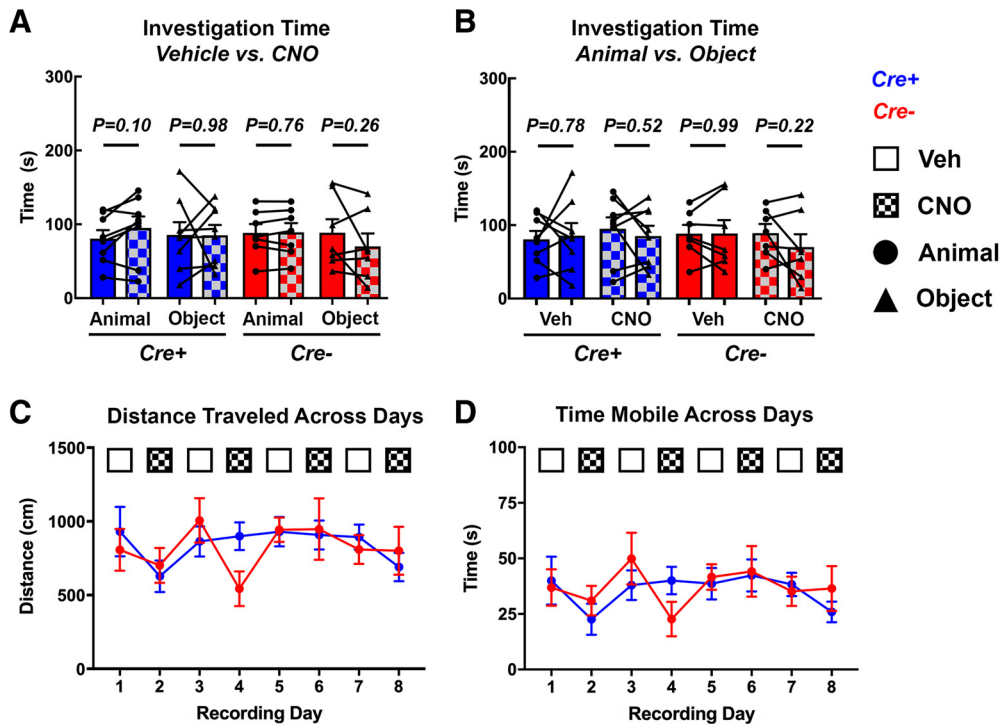 A
Investigation Time
Vehicle vs. CNO
300
200
100
0
Time (s)
P=0.10 P=0.98 P=0.76 P=0.26
Animal Object Animal Object
Cre+ Cre-
B
Investigation Time
Animal vs. Object
300
200
100
0
Time (s)
P=0.78 P=0.52 P=0.99 P=0.22
Veh CNO Veh CNO
Cre+ Cre-
Cre+
Cre-
Veh
CNO
Animal
Object
C
Distance Traveled Across Days
1500
1000
500
0
Distance (cm)
1 2 3 4 5 6 7 8
Recording Day
D
Time Mobile Across Days
100
75
50
25
0
Time (s)
1 2 3 4 5 6 7 8
Recording Day